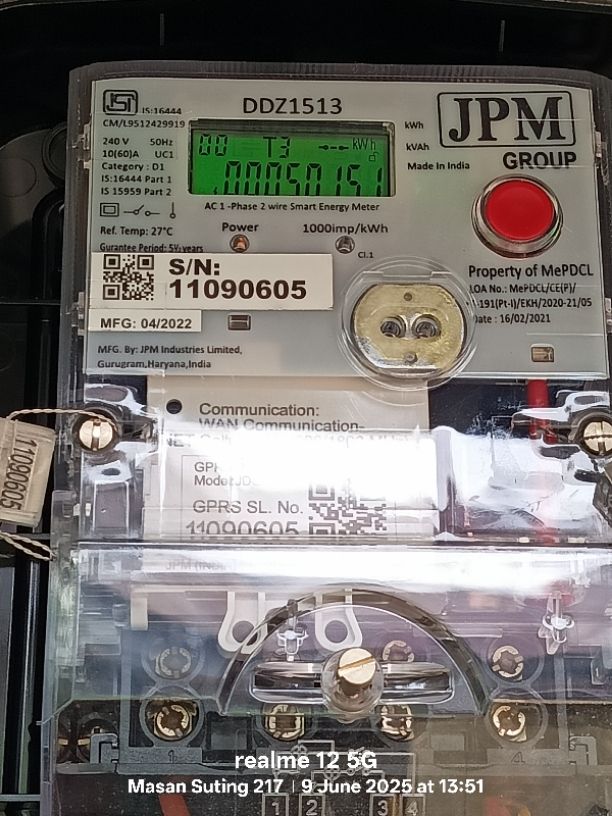 IS:16444
CM/L9512429919
DDZ1513
JPM
GROUP
240 V 50Hz
10(60)A UC1
Category : D1
IS:16444 Part 1
IS 15959 Part 2
00 T3 kWh
kWh
kVAh
Made in India
AC 1 -Phase 2 wire Smart Energy Meter
Ref. Temp: 27°C
Power 1000imp/kWh
Gurantee Period: 5½ years
Cl.1
S/N:
11090605
Property of MePDCL
LOA No.: MePDCL/CE(P)/
-191(Pt-I)/EKH/2020-21/05
Date : 16/02/2021
MFG: 04/2022
MFG. By: JPM Industries Limited,
Gurugram,Haryana,India
Communication:
WAN Communication-
11090605
GPRS SL. No.
11090605
1 2 3 4
realme 12 5G
Masan Suting 217 | 9 June 2025 at 13:51